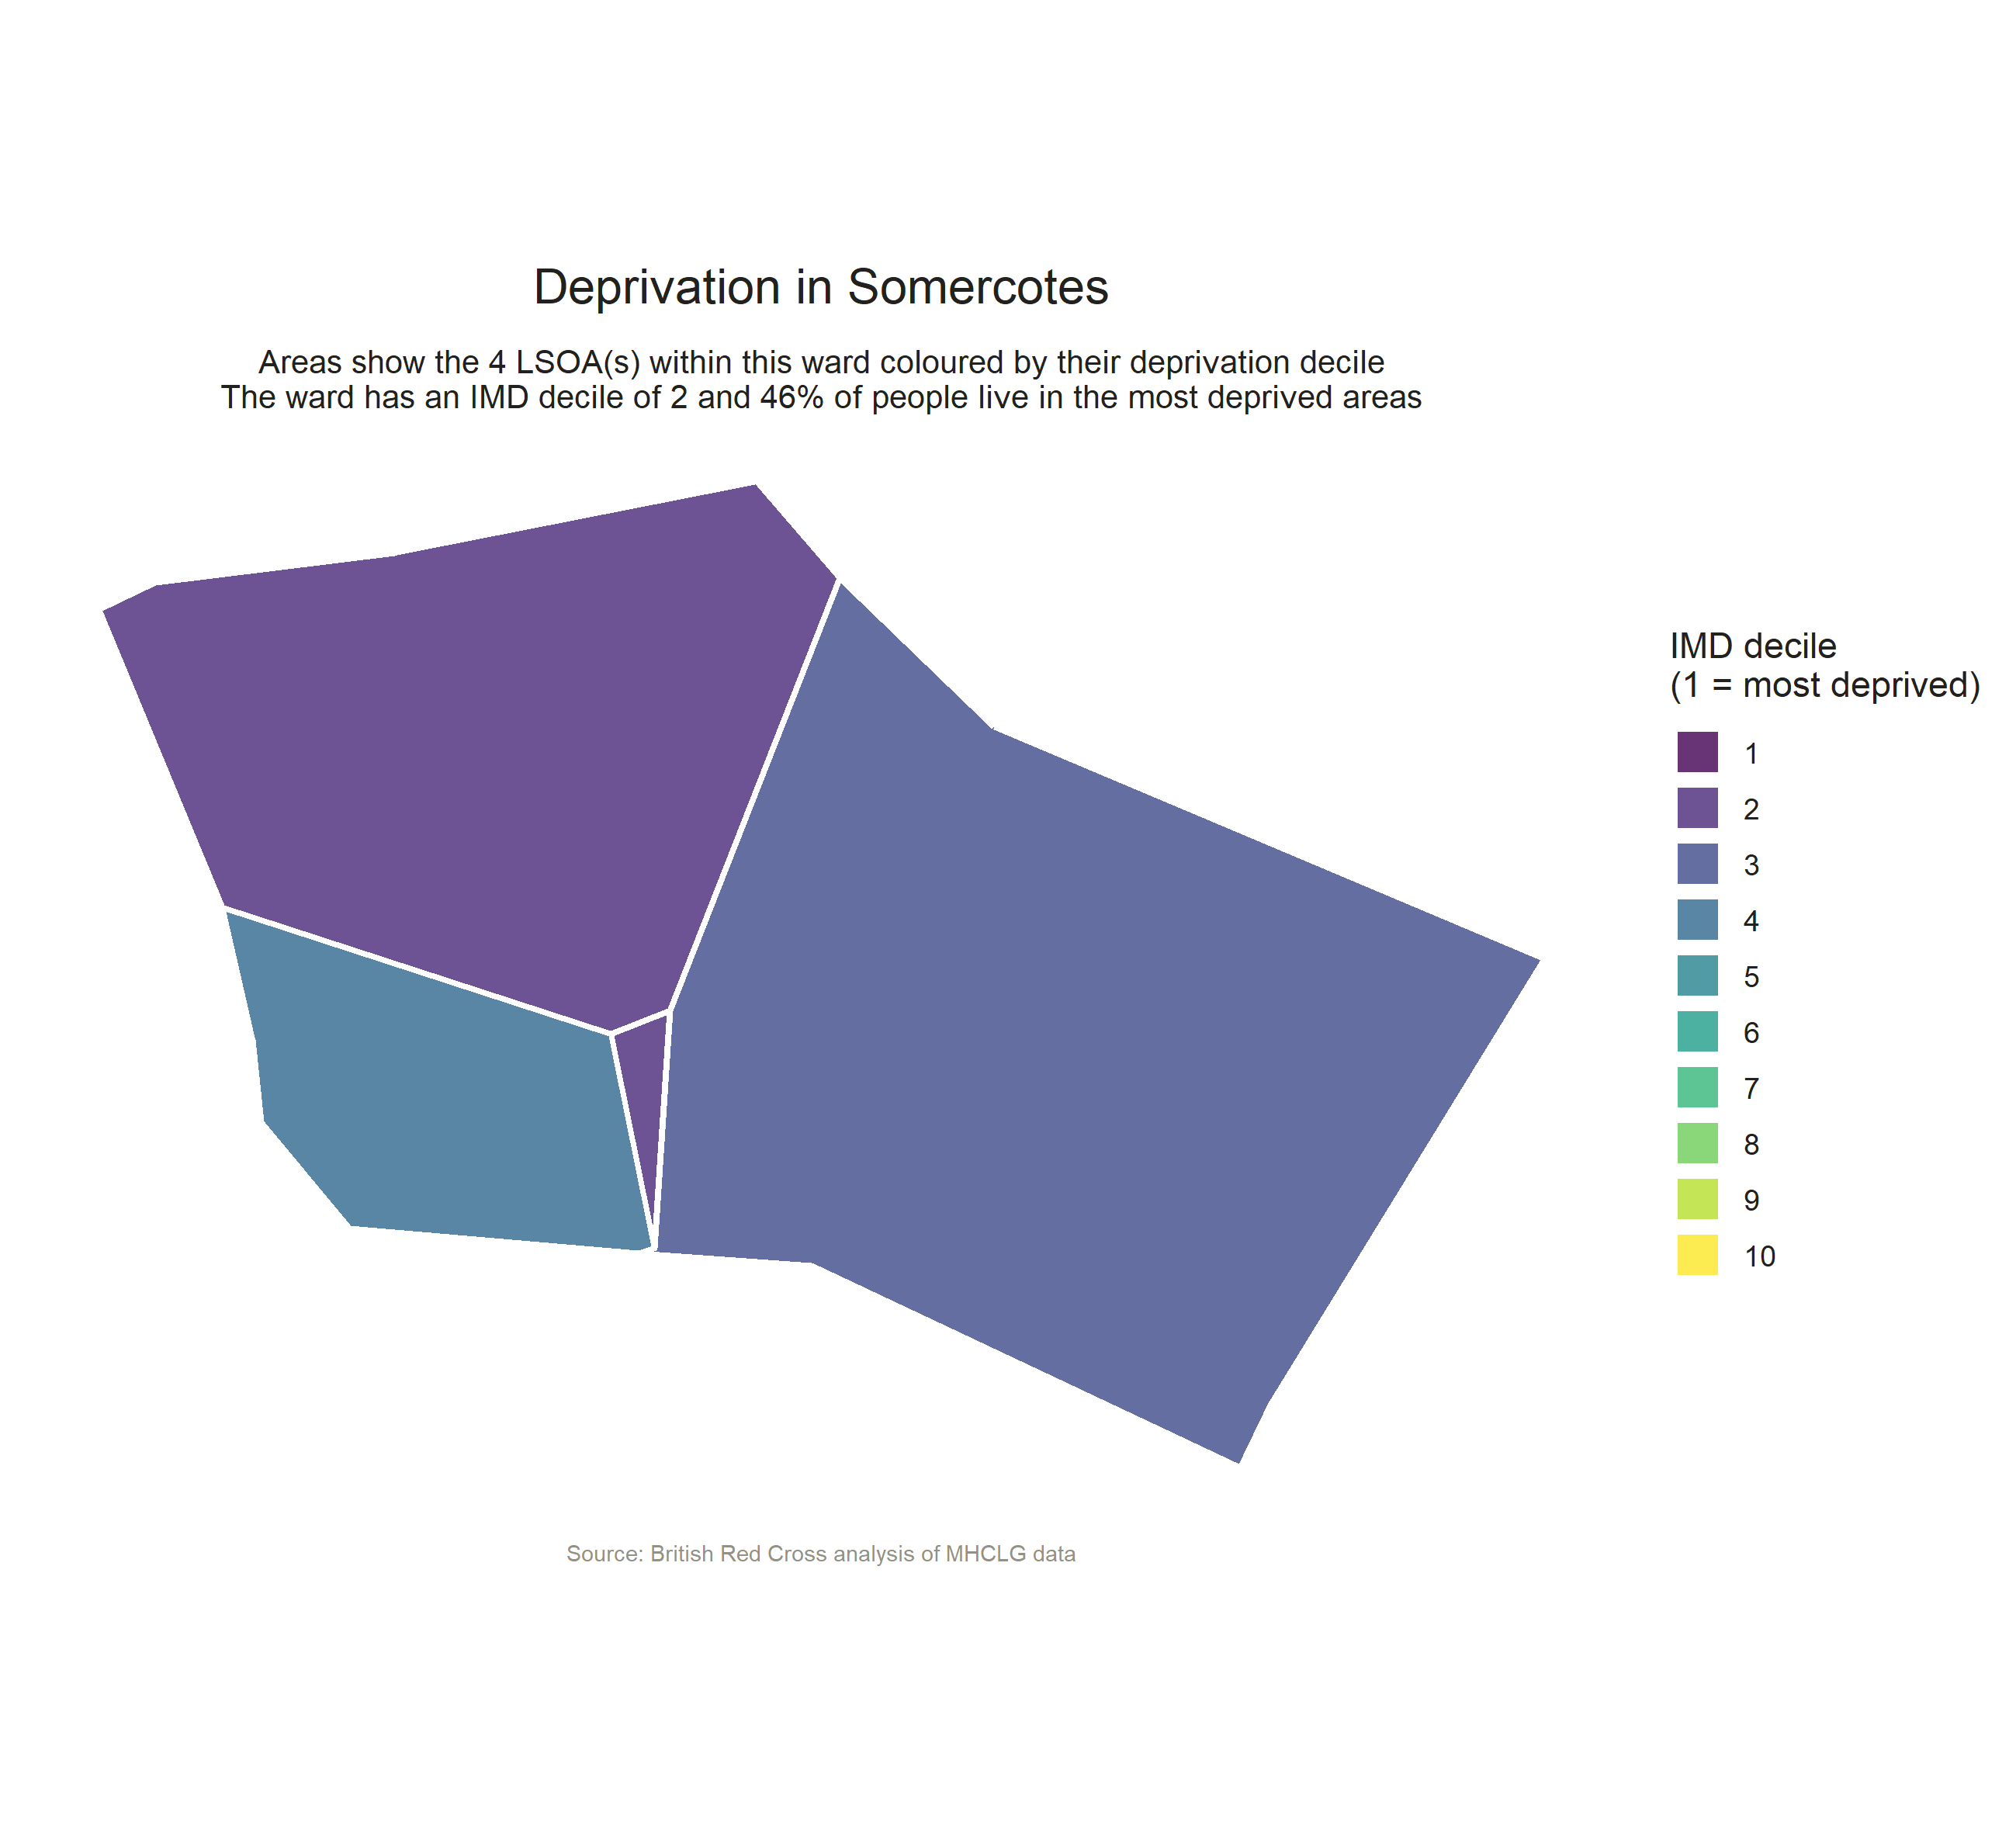 Deprivation in Somercotes
Areas show the 4 LSOA(s) within this ward coloured by their deprivation decile
The ward has an IMD decile of 2 and 46% of people live in the most deprived areas
IMD decile
(1 = most deprived)
1
2
3
4
5
6
7
8
9
10
Source: British Red Cross analysis of MHCLG data